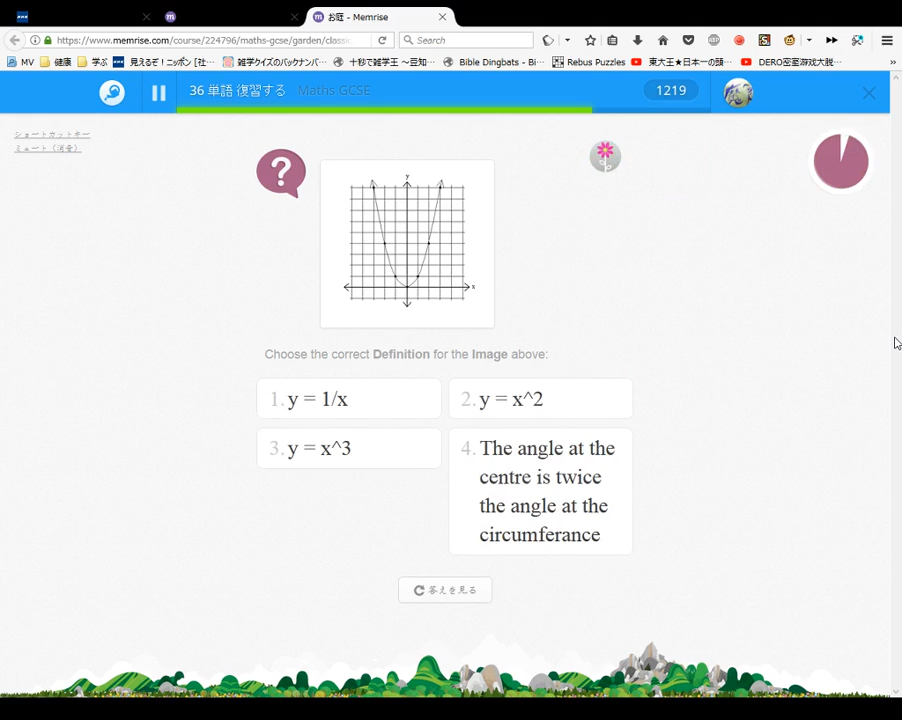 お庭 - Memrise
https://www.memrise.com/course/224796/maths-gcse/garden/classic
Search
MV 健康 学ぶ 見えるぞ！ニッポン [社… 雑学クイズのバックナンバ… 十秒で雑学王 ～豆知… Bible Dingbats - Bi… Rebus Puzzles 東大王★日本一の頭… DERO密室游戏大脱…
36 単語 復習する Maths GCSE
1219
ショートカットキー
ミュート（消音）
?
y
x
Choose the correct Definition for the Image above:
1. y = 1/x
2. y = x^2
3. y = x^3
4. The angle at the
centre is twice
the angle at the
circumferance
答えを見る